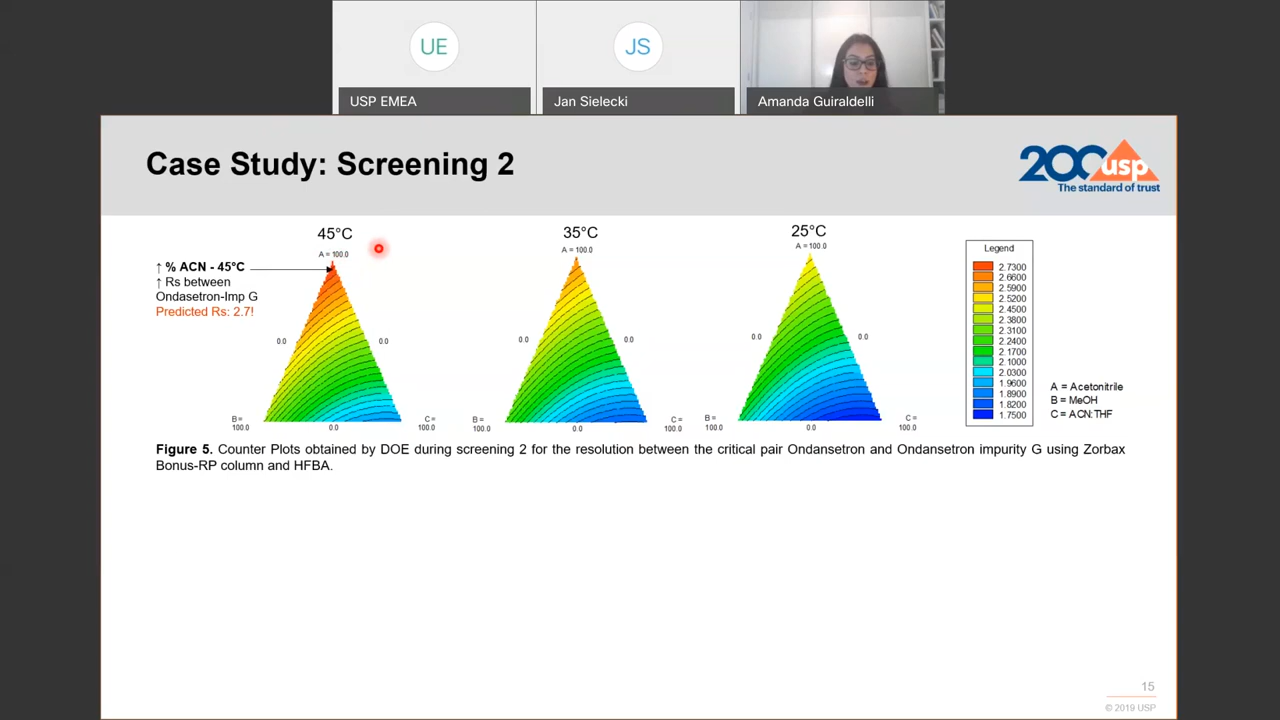 UE
JS
USP EMEA
Jan Sielecki
Amanda Guiraldelli
Case Study: Screening 2
200 usp
The standard of trust
45°C
35°C
25°C
A = 100.0
A = 100.0
A = 100.0
↑ % ACN - 45°C
↑ Rs between
Ondasetron-Imp G
Predicted Rs: 2.7!
0.0
0.0
0.0
0.0
0.0
0.0
B =
100.0
0.0
C =
100.0
B =
100.0
0.0
C =
100.0
B =
100.0
0.0
C =
100.0
Legend
2.7300
2.6600
2.5900
2.5200
2.4500
2.3800
2.3100
2.2400
2.1700
2.1000
2.0300
1.9600
1.8900
1.8200
1.7500
A = Acetonitrile
B = MeOH
C = ACN:THF
Figure 5. Counter Plots obtained by DOE during screening 2 for the resolution between the critical pair Ondansetron and Ondansetron impurity G using Zorbax
Bonus-RP column and HFBA.
15
© 2019 USP